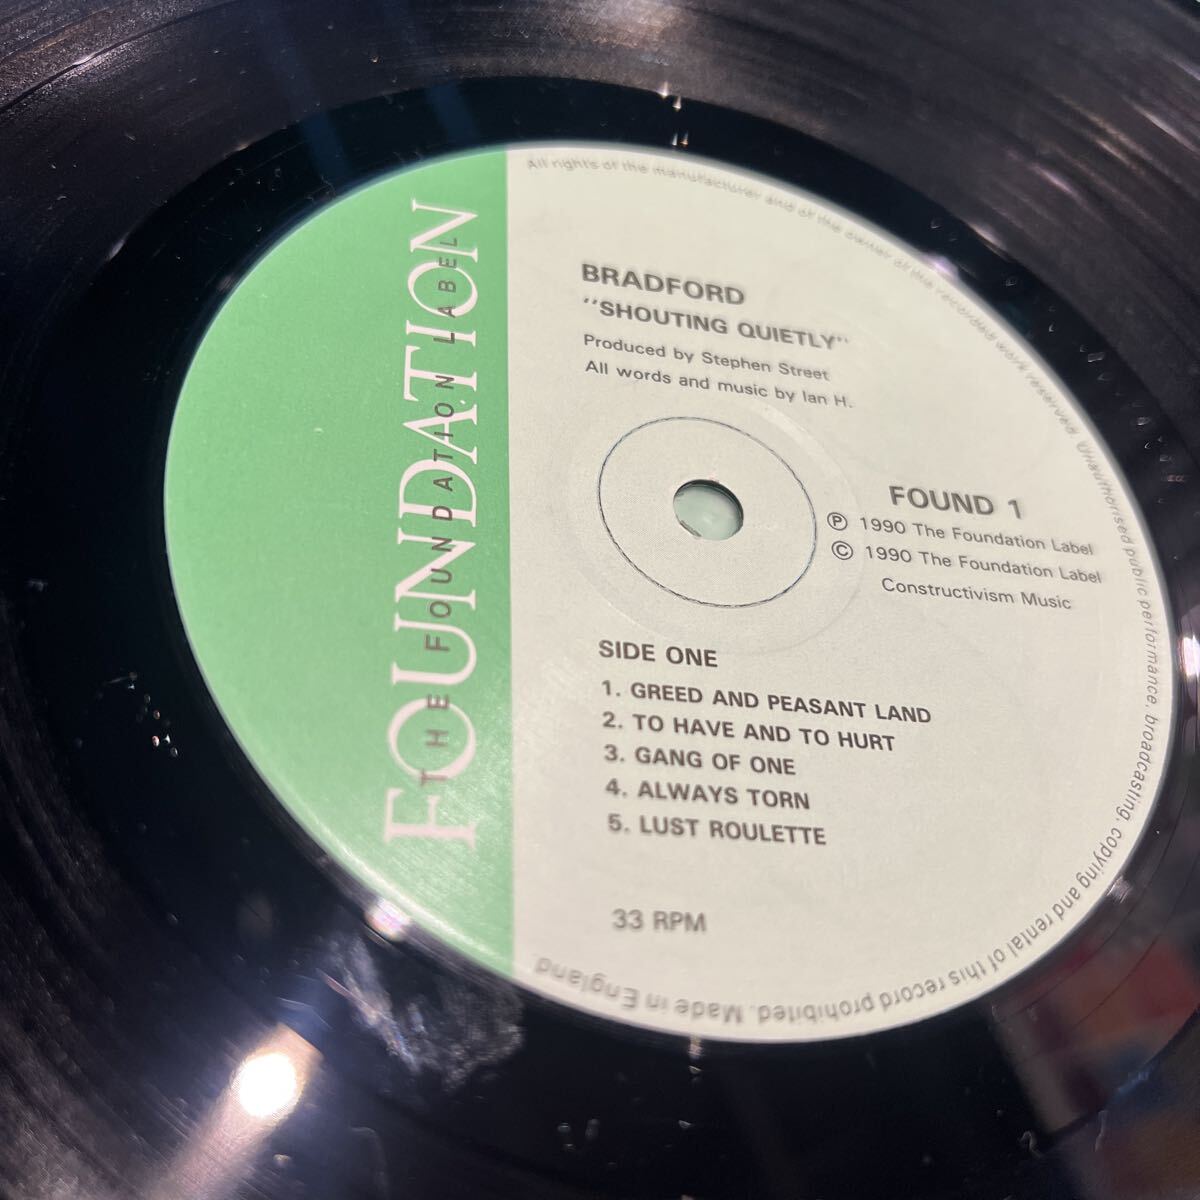 FOUNDATION
THE FOUNDATION LABEL
BRADFORD
"SHOUTING QUIETLY"
Produced by Stephen Street
All words and music by Ian H.
FOUND 1
Ⓟ 1990 The Foundation Label
© 1990 The Foundation Label
Constructivism Music
SIDE ONE
1. GREED AND PEASANT LAND
2. TO HAVE AND TO HURT
3. GANG OF ONE
4. ALWAYS TORN
5. LUST ROULETTE
33 RPM
All rights of the manufacturer and of the owner of the recorded work reserved. Unauthorised public performance, broadcasting, copying and rental of this record prohibited. Made in England